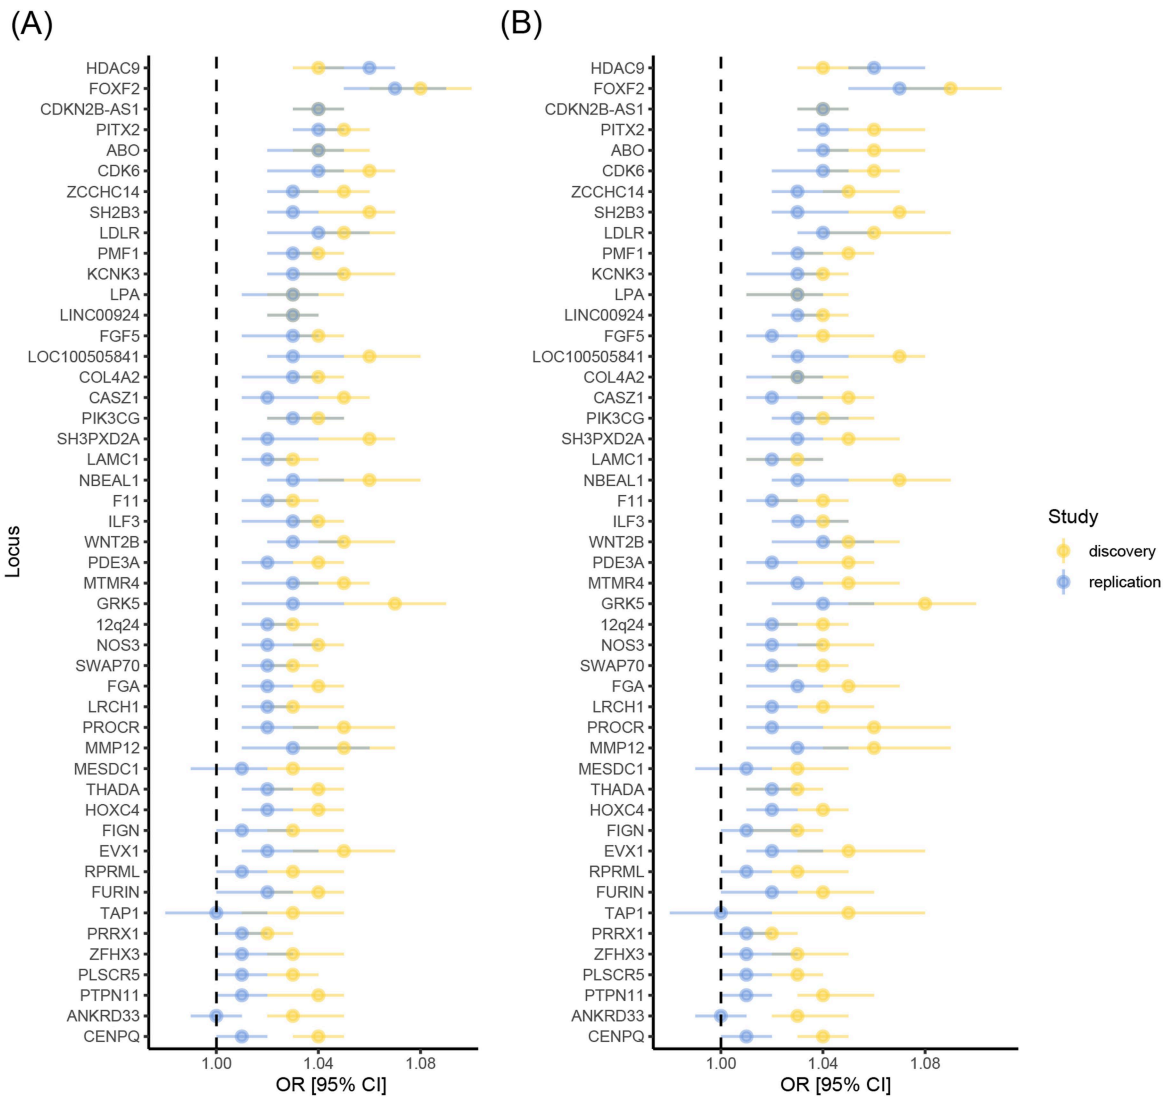 (A)
(B)
HDAC9
FOXF2
CDKN2B-AS1
PITX2
ABO
CDK6
ZCCHC14
SH2B3
LDLR
PMF1
KCNK3
LPA
LINC00924
FGF5
LOC100505841
COL4A2
CASZ1
PIK3CG
SH3PXD2A
LAMC1
NBEAL1
F11
ILF3
WNT2B
PDE3A
MTMR4
GRK5
12q24
NOS3
SWAP70
FGA
LRCH1
PROCR
MMP12
MESDC1
THADA
HOXC4
FIGN
EVX1
RPRML
FURIN
TAP1
PRRX1
ZFHX3
PLSCR5
PTPN11
ANKRD33
CENPQ
Locus
1.00 1.04 1.08
OR [95% CI]
HDAC9
FOXF2
CDKN2B-AS1
PITX2
ABO
CDK6
ZCCHC14
SH2B3
LDLR
PMF1
KCNK3
LPA
LINC00924
FGF5
LOC100505841
COL4A2
CASZ1
PIK3CG
SH3PXD2A
LAMC1
NBEAL1
F11
ILF3
WNT2B
PDE3A
MTMR4
GRK5
12q24
NOS3
SWAP70
FGA
LRCH1
PROCR
MMP12
MESDC1
THADA
HOXC4
FIGN
EVX1
RPRML
FURIN
TAP1
PRRX1
ZFHX3
PLSCR5
PTPN11
ANKRD33
CENPQ
1.00 1.04 1.08
OR [95% CI]
Study
discovery
replication